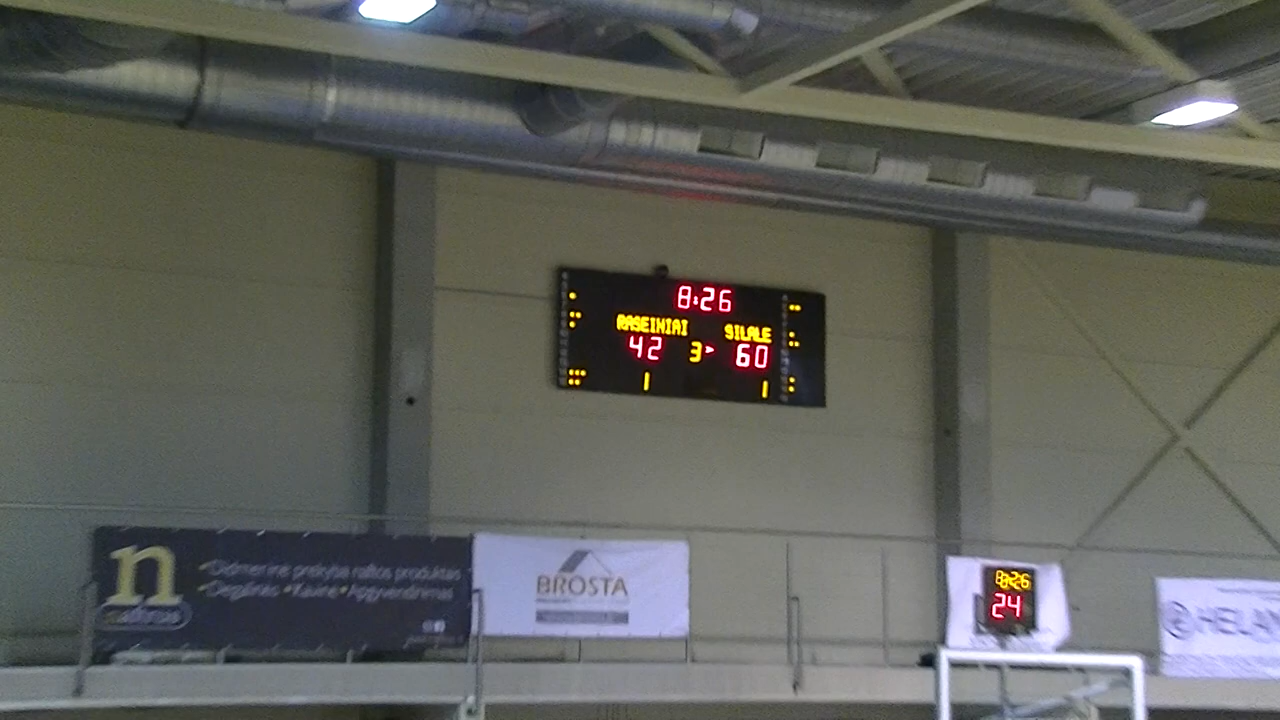 8:26
RASEINIAI SILALE
42 3 60
1 1
n
Didmeninė prekyba naftos produktais
Degalinės • Kavinė • Apgyvendinimas
BROSTA
8:26
24
HELA